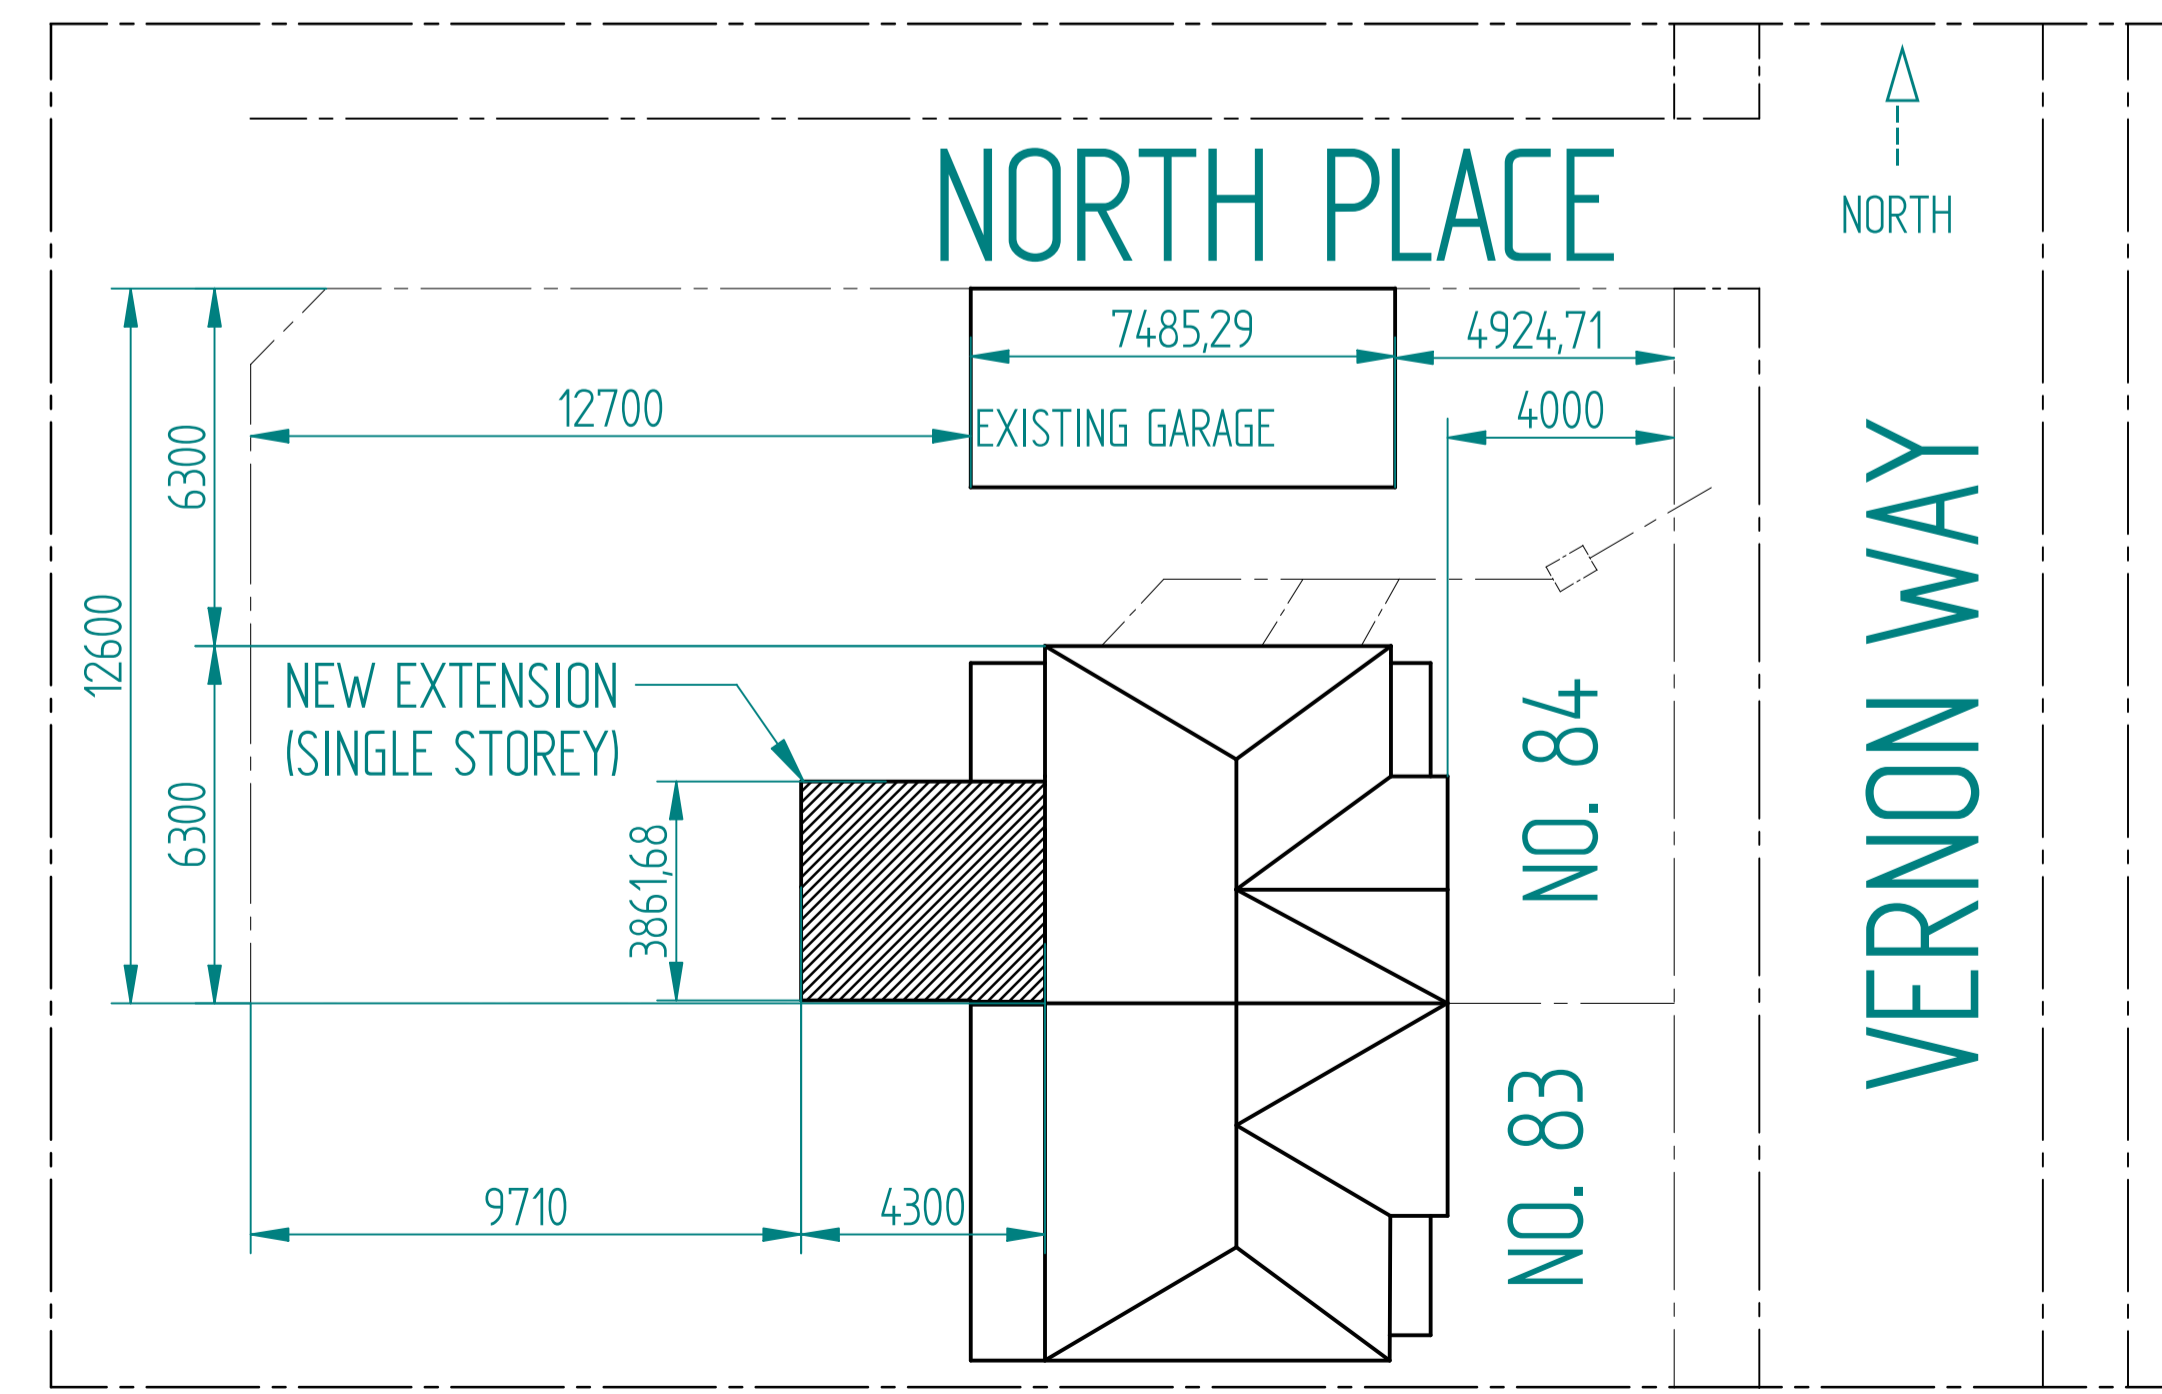 NORTH PLACE
NORTH
7485,29
4924,71
12700
EXISTING GARAGE
4000
6300
12600
NEW EXTENSION
(SINGLE STOREY)
6300
3861,68
NO. 84
VERNON WAY
NO. 83
9710
4300